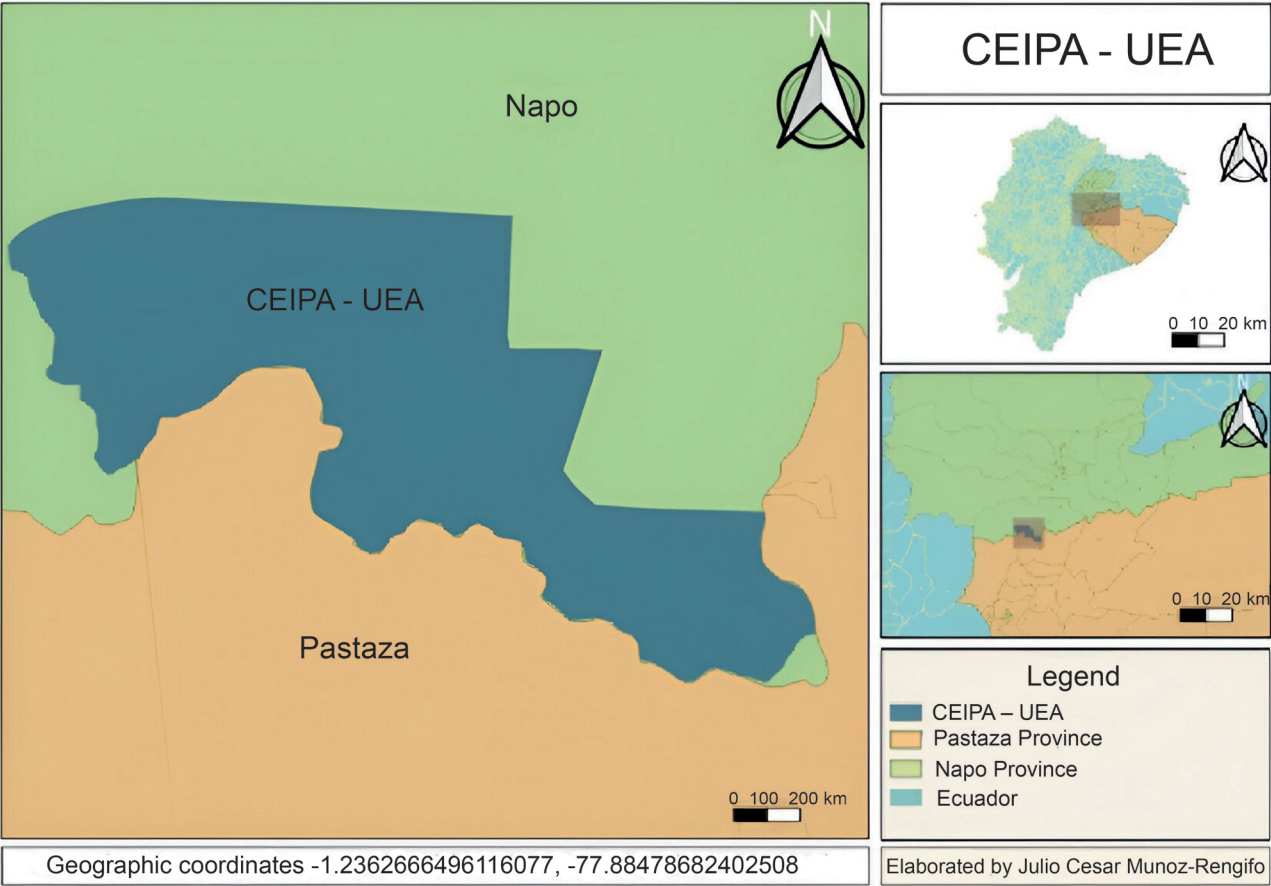 N
Napo
CEIPA - UEA
Pastaza
0 100 200 km
Geographic coordinates -1.2362666496116077, -77.88478682402508
CEIPA - UEA
0 10 20 km
N
0 10 20 km
Legend
CEIPA – UEA
Pastaza Province
Napo Province
Ecuador
Elaborated by Julio Cesar Munoz-Rengifo